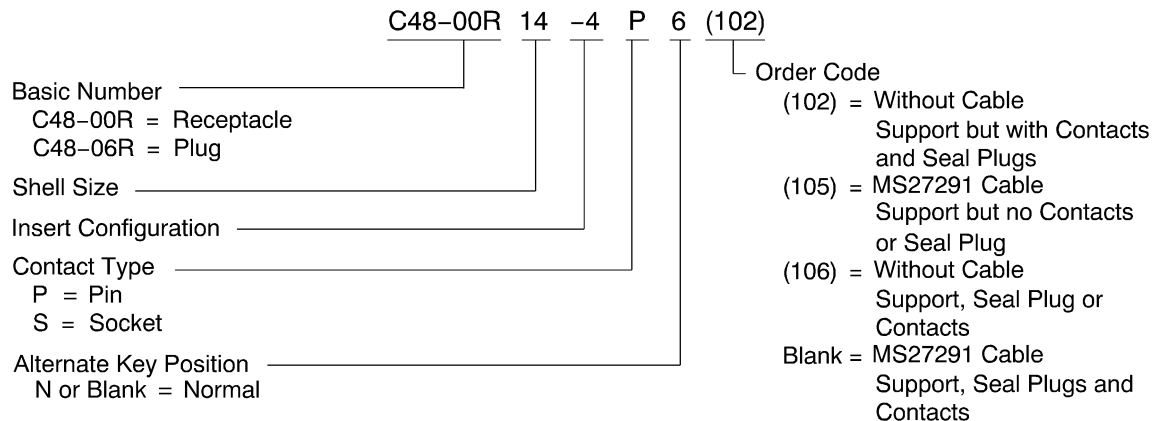 C48–00R 14 –4 P 6 (102)
Basic Number
C48–00R = Receptacle
C48–06R = Plug
Shell Size
Insert Configuration
Contact Type
P = Pin
S = Socket
Alternate Key Position
N or Blank = Normal
Order Code
(102) = Without Cable
Support but with Contacts
and Seal Plugs
(105) = MS27291 Cable
Support but no Contacts
or Seal Plug
(106) = Without Cable
Support, Seal Plug or
Contacts
Blank = MS27291 Cable
Support, Seal Plugs and
Contacts